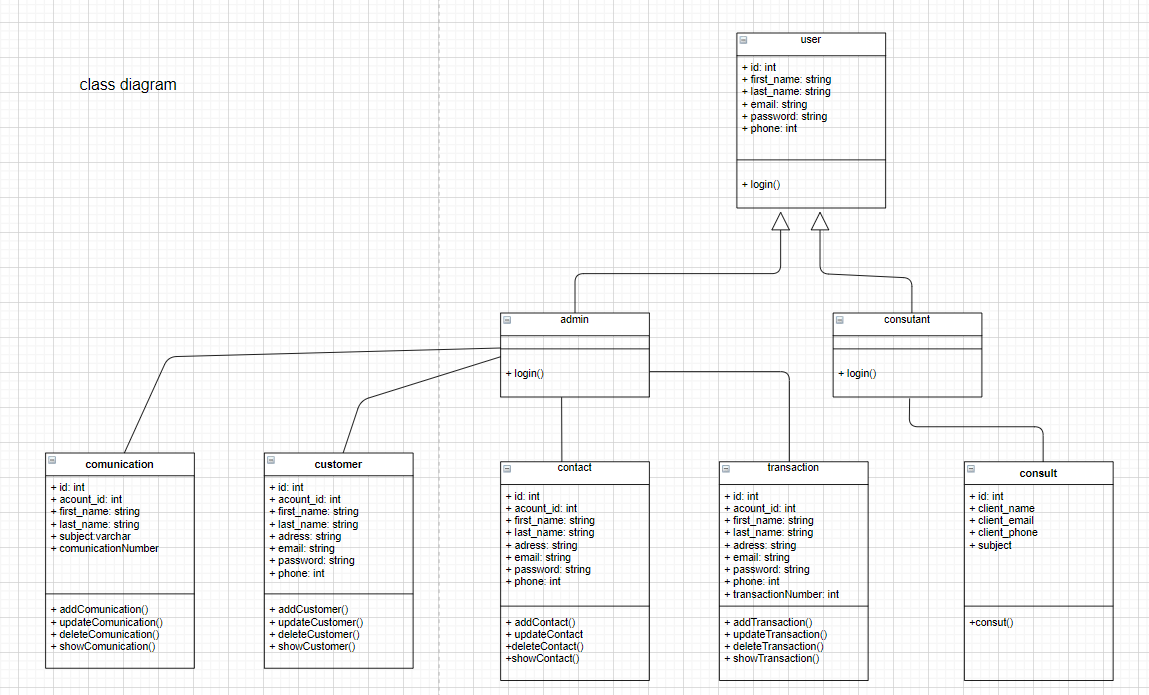 class diagram
user
+ id: int
+ first_name: string
+ last_name: string
+ email: string
+ password: string
+ phone: int
+ login()
admin
+ login()
consutant
+ login()
comunication
+ id: int
+ acount_id: int
+ first_name: string
+ last_name: string
+ subject:varchar
+ comunicationNumber
+ addComunication()
+ updateComunication()
+ deleteComunication()
+ showComunication()
customer
+ id: int
+ acount_id: int
+ first_name: string
+ last_name: string
+ adress: string
+ email: string
+ password: string
+ phone: int
+ addCustomer()
+ updateCustomer()
+ deleteCustomer()
+ showCustomer()
contact
+ id: int
+ acount_id: int
+ first_name: string
+ last_name: string
+ adress: string
+ email: string
+ password: string
+ phone: int
+ addContact()
+ updateContact
+deleteContact()
+showContact()
transaction
+ id: int
+ acount_id: int
+ first_name: string
+ last_name: string
+ adress: string
+ email: string
+ password: string
+ phone: int
+ transactionNumber: int
+ addTransaction()
+ updateTransaction()
+ deleteTransaction()
+ showTransaction()
consult
+ id: int
+ client_name
+ client_email
+ client_phone
+ subject
+consut()